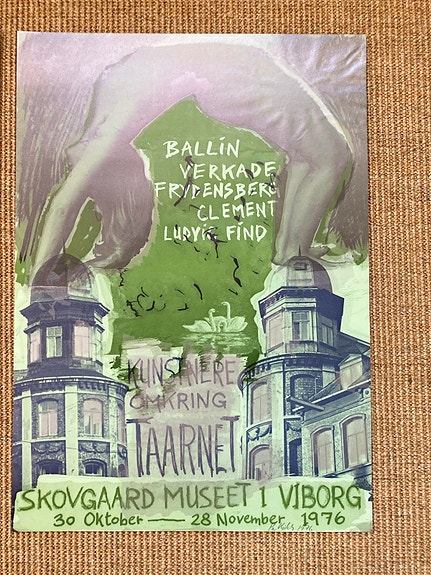 BALLIN
VERKADE
FRYDENSBERG
CLEMENT
LUDVIG FIND
KUNSTNERE
OMKRING
TAARNET
SKOVGAARD MUSEET I VIBORG
30 Oktober — 28 November 1976